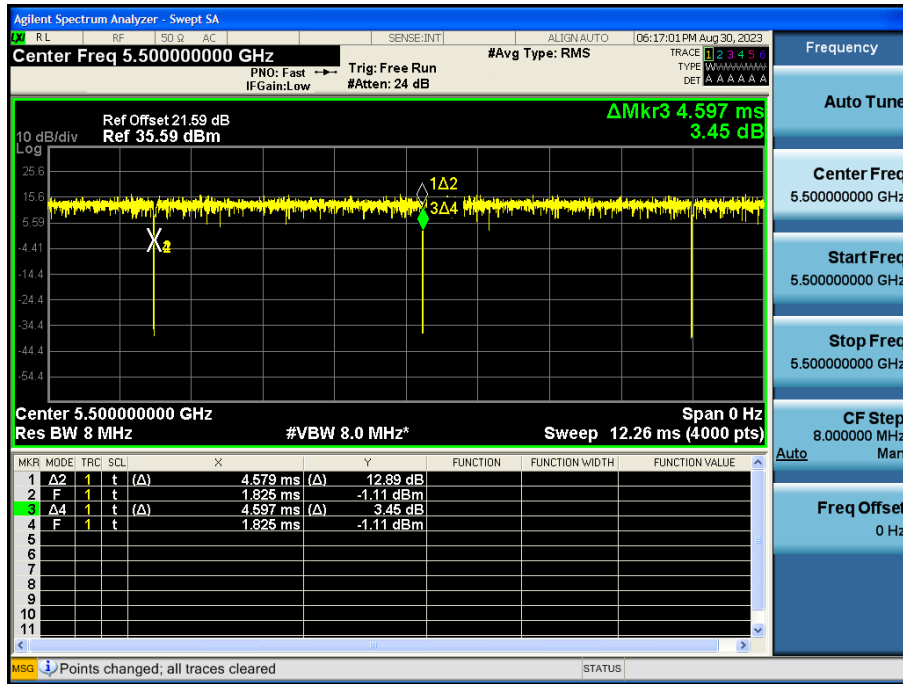 Agilent Spectrum Analyzer - Swept SA
LXI RL RF 50 Ω AC SENSE:INT ALIGN AUTO 06:17:01 PM Aug 30, 2023
Center Freq 5.500000000 GHz #Avg Type: RMS TRACE 1 2 3 4 5 6
PNO: Fast Trig: Free Run TYPE WWWWWW
IFGain:Low #Atten: 24 dB DET A A A A A A
ΔMkr3 4.597 ms
3.45 dB
Ref Offset 21.59 dB
10 dB/div Ref 35.59 dBm
Log
25.6
15.6
5.59
-4.41
-14.4
-24.4
-34.4
-44.4
-54.4
1Δ2
3Δ4
2
Center 5.500000000 GHz Span 0 Hz
Res BW 8 MHz #VBW 8.0 MHz* Sweep 12.26 ms (4000 pts)
MKR MODE TRC SCL X Y FUNCTION FUNCTION WIDTH FUNCTION VALUE
1 Δ2 1 t (Δ) 4.579 ms (Δ) 12.89 dB
2 F 1 t 1.825 ms -1.11 dBm
3 Δ4 1 t (Δ) 4.597 ms (Δ) 3.45 dB
4 F 1 t 1.825 ms -1.11 dBm
5
6
7
8
9
10
11
MSG Points changed; all traces cleared STATUS
Frequency
Auto Tune
Center Freq
5.500000000 GHz
Start Freq
5.500000000 GHz
Stop Freq
5.500000000 GHz
CF Step
8.000000 MHz
Auto Man
Freq Offset
0 Hz